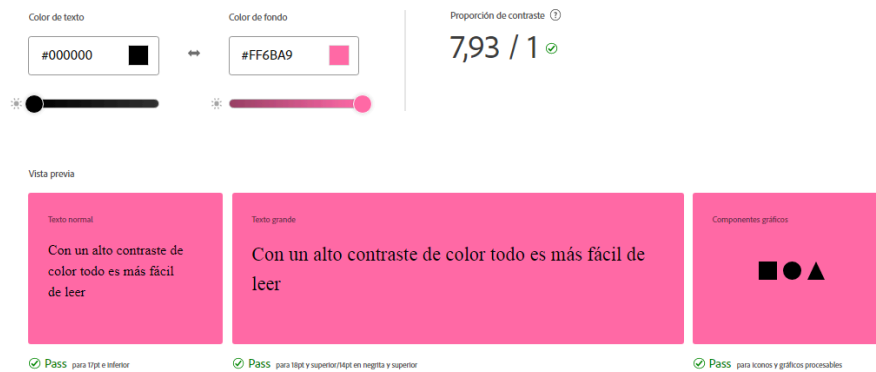 Color de texto
Color de fondo
Proporción de contraste ?
#000000
#FF6BA9
7,93 / 1
Vista previa
Texto normal
Con un alto contraste de
color todo es más fácil
de leer
Texto grande
Con un alto contraste de color todo es más fácil de
leer
Componentes gráficos
Pass para 17pt e inferior
Pass para 18pt y superior/14pt en negrita y superior
Pass para iconos y gráficos procesables